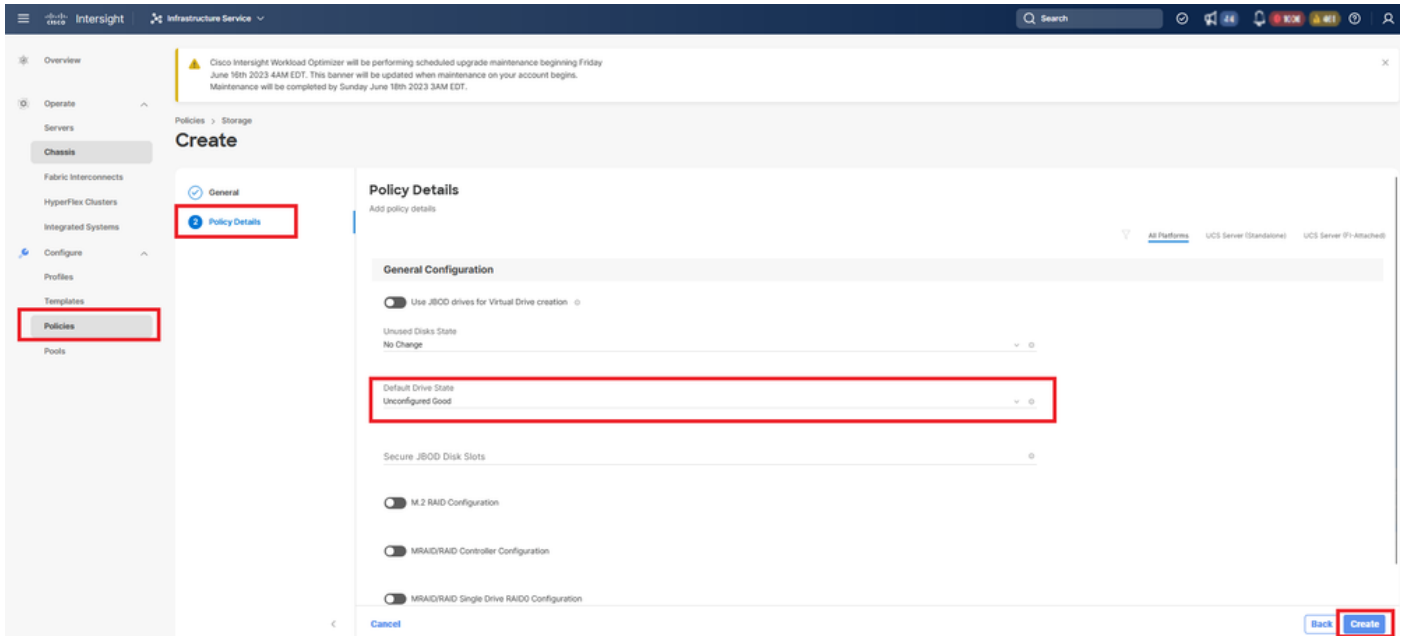 cisco Intersight
Infrastructure Service
Search
Overview
Operate
Servers
Chassis
Fabric Interconnects
HyperFlex Clusters
Integrated Systems
Configure
Profiles
Templates
Policies
Pools
Cisco Intersight Workload Optimizer will be performing scheduled upgrade maintenance beginning Friday
June 16th 2023 4AM EDT. This banner will be updated when maintenance on your account begins.
Maintenance will be completed by Sunday June 18th 2023 3AM EDT.
Policies > Storage
Create
General
2 Policy Details
Policy Details
Add policy details
All Platforms UCS Server (Standalone) UCS Server (FI-Attached)
General Configuration
Use JBOD drives for Virtual Drive creation
Unused Disks State
No Change
Default Drive State
Unconfigured Good
Secure JBOD Disk Slots
M.2 RAID Configuration
MRAID/RAID Controller Configuration
MRAID/RAID Single Drive RAID0 Configuration
Cancel
Back Create